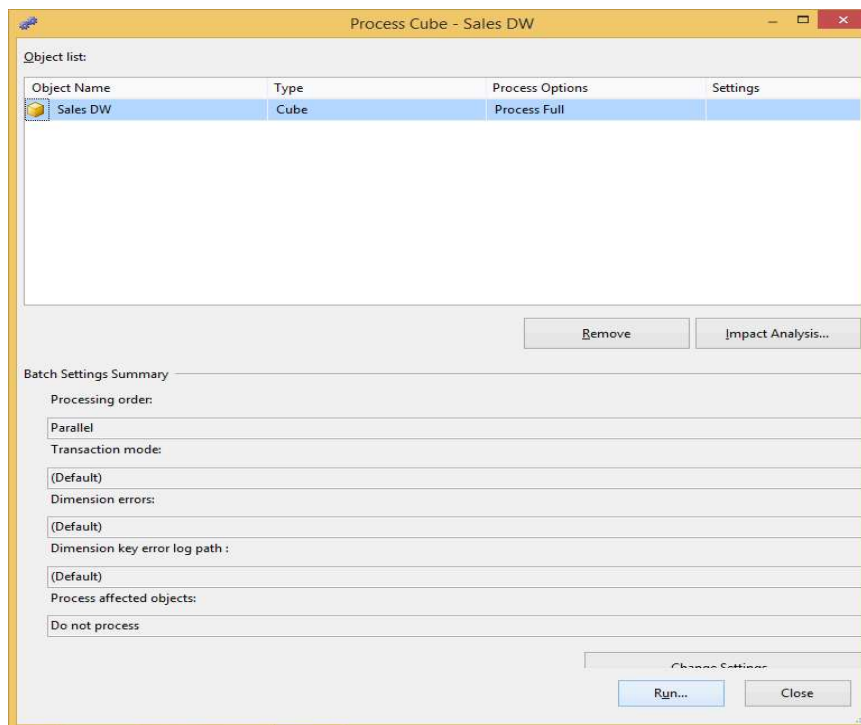 Process Cube - Sales DW
Object list:
Object Name Type Process Options Settings
Sales DW Cube Process Full
Remove Impact Analysis...
Batch Settings Summary
Processing order:
Parallel
Transaction mode:
(Default)
Dimension errors:
(Default)
Dimension key error log path :
(Default)
Process affected objects:
Do not process
Change Settings
Run... Close